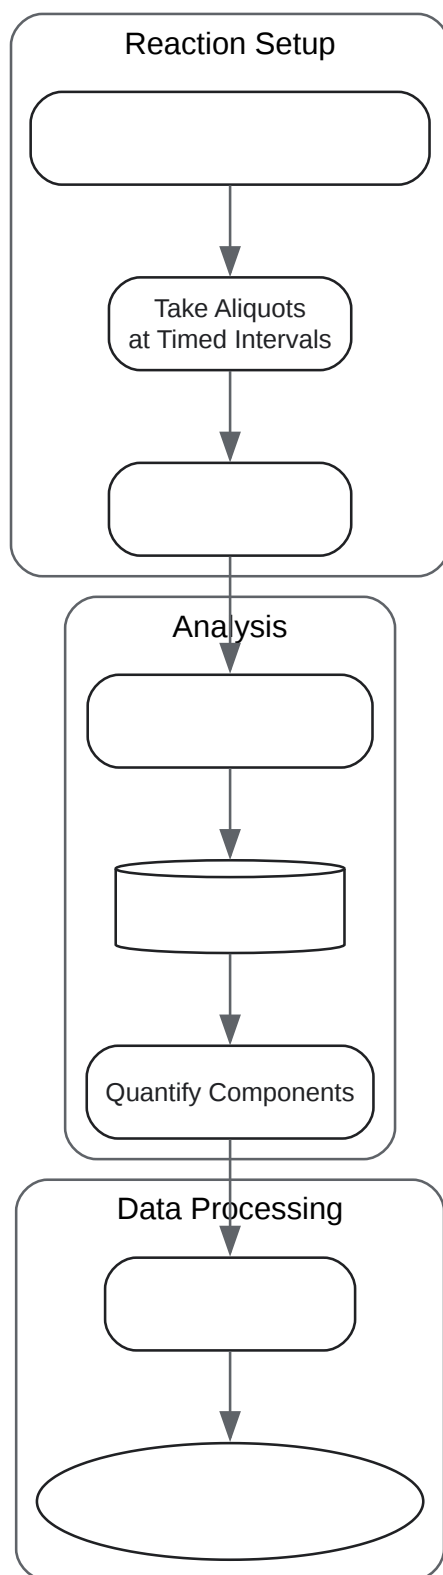 Reaction Setup
Take Aliquots
at Timed Intervals
Analysis
Quantify Components
Data Processing